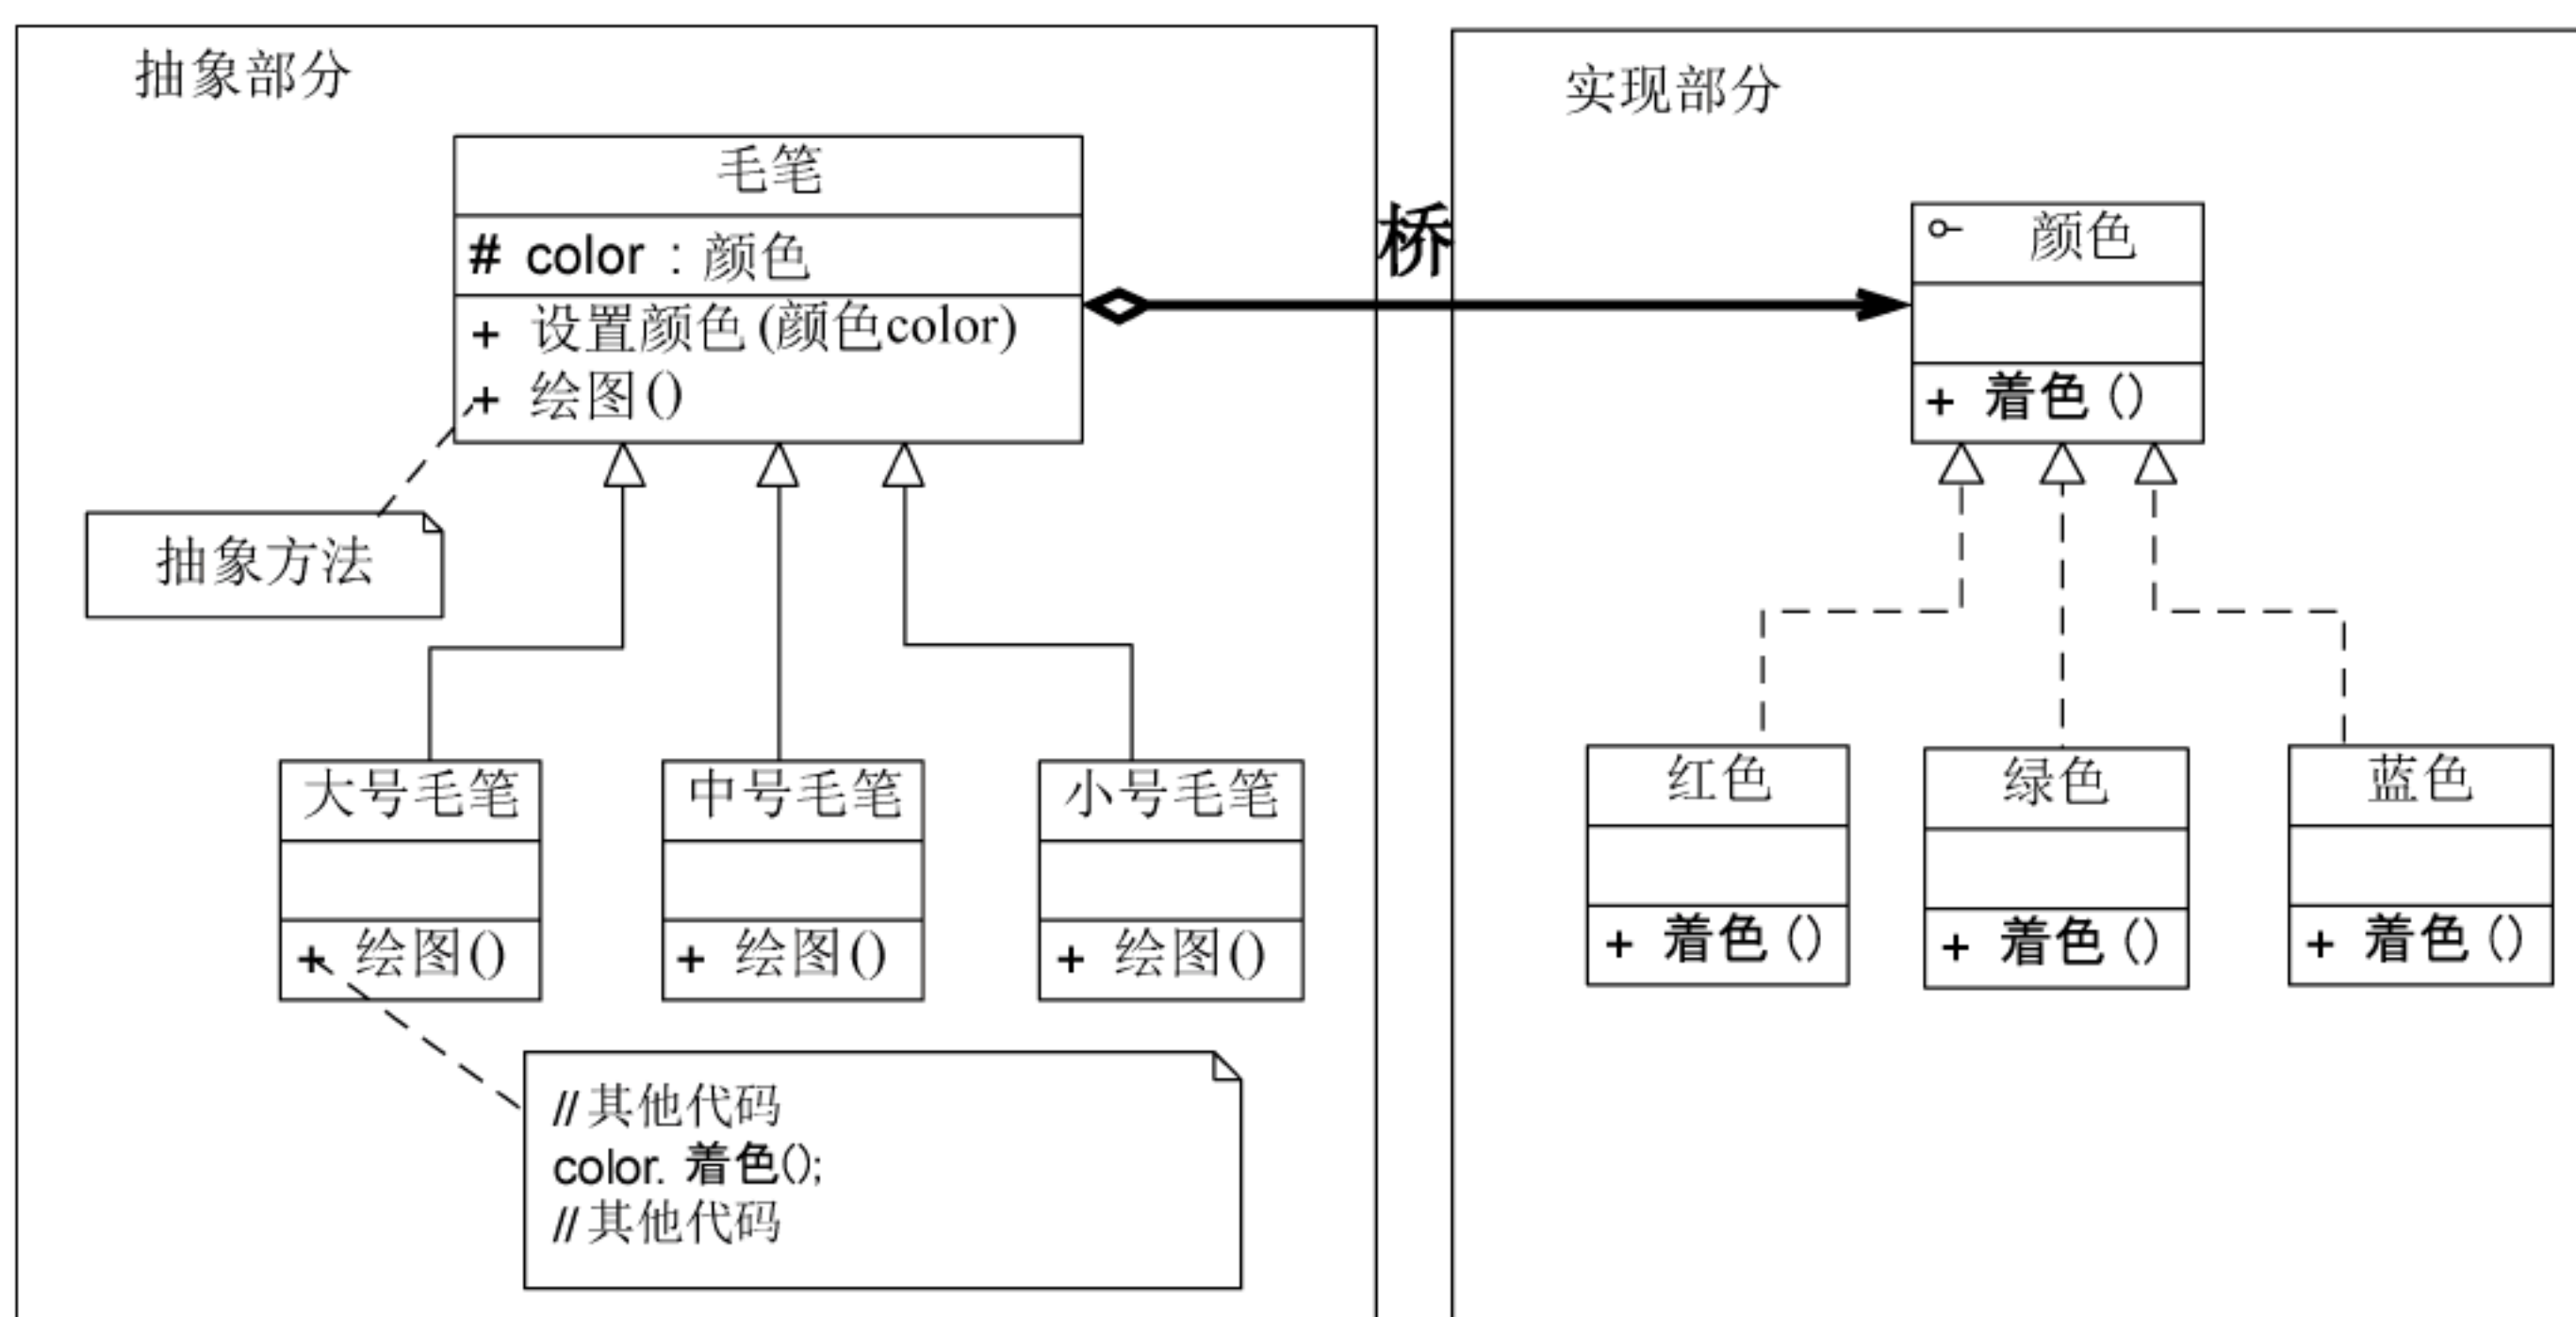 抽象部分
毛笔
# color : 颜色
+ 设置颜色(颜色color)
+ 绘图()
抽象方法
大号毛笔
+ 绘图()
中号毛笔
+ 绘图()
小号毛笔
+ 绘图()
//其他代码
color. 着色();
//其他代码
桥
实现部分
颜色
+ 着色()
红色
+ 着色()
绿色
+ 着色()
蓝色
+ 着色()